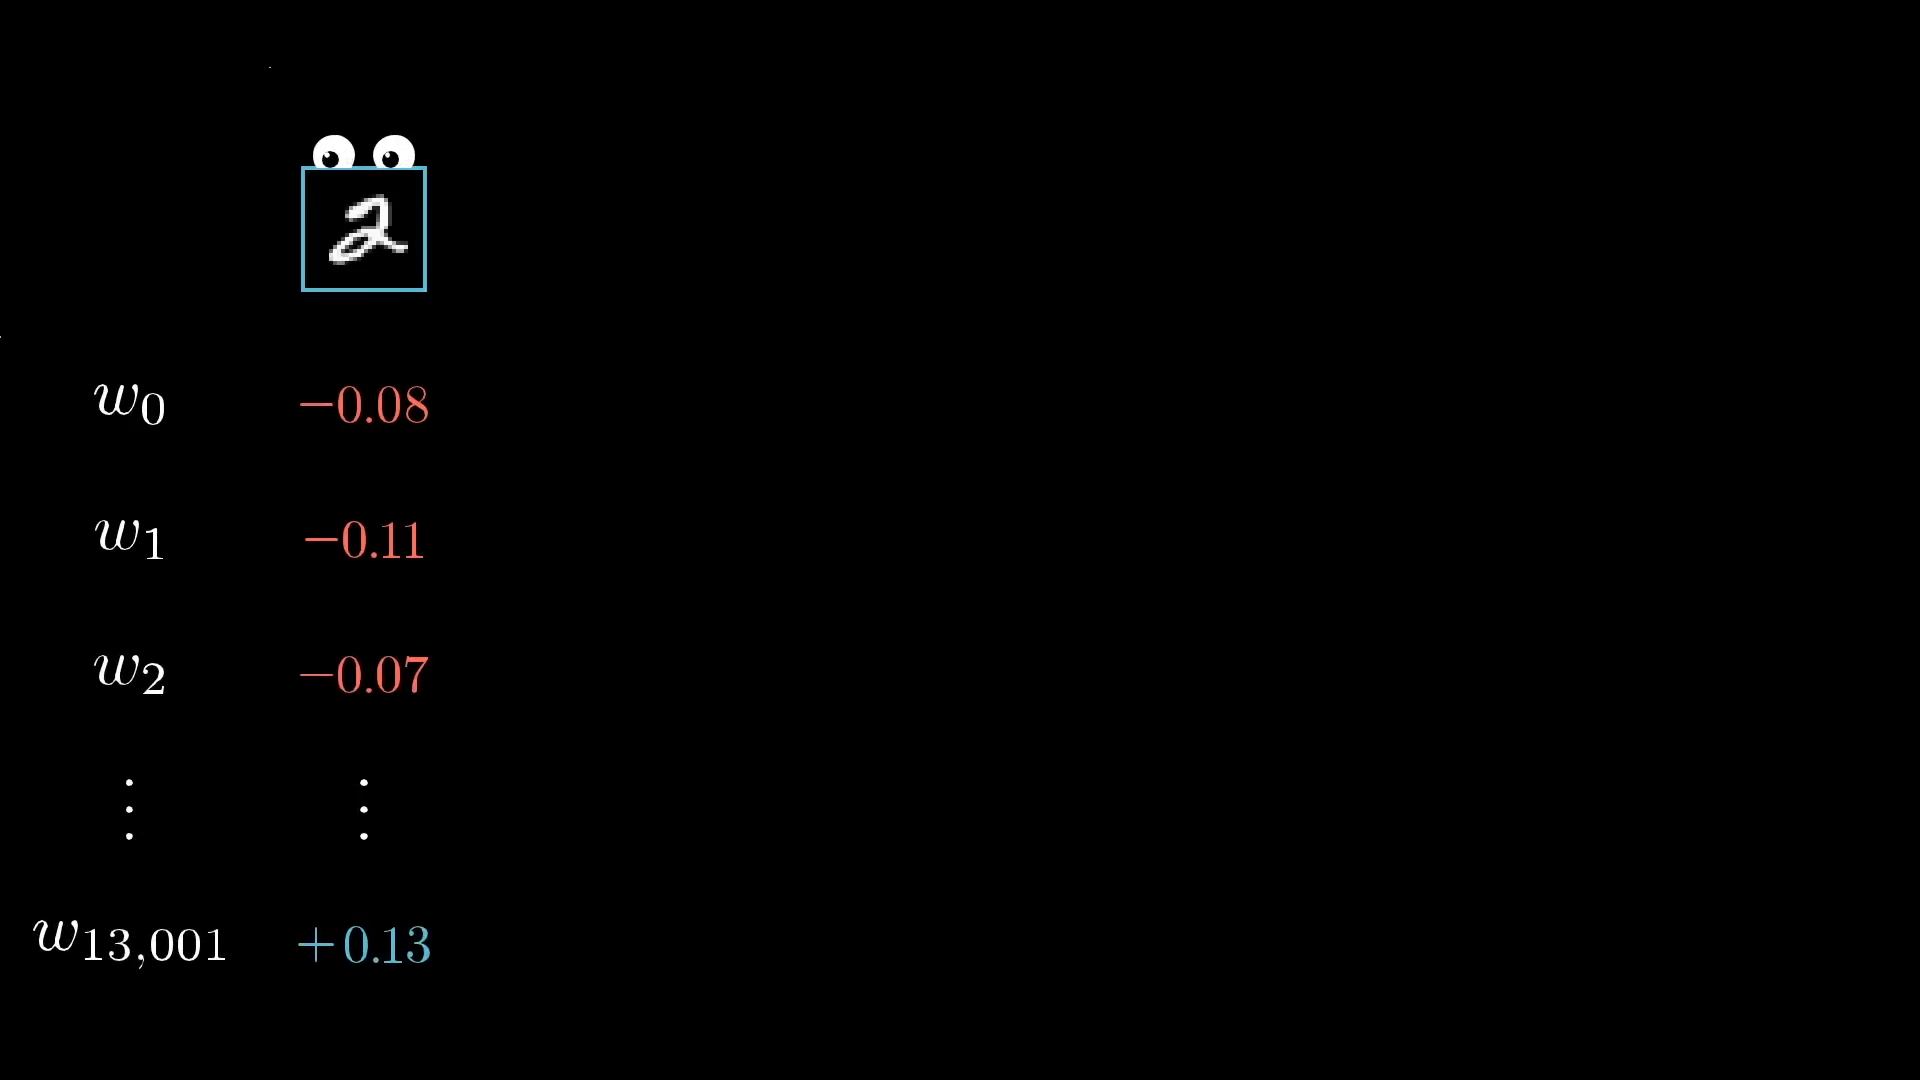 2
w₀ −0.08
w₁ −0.11
w₂ −0.07
⋮ ⋮
w₁₃,₀₀₁ +0.13